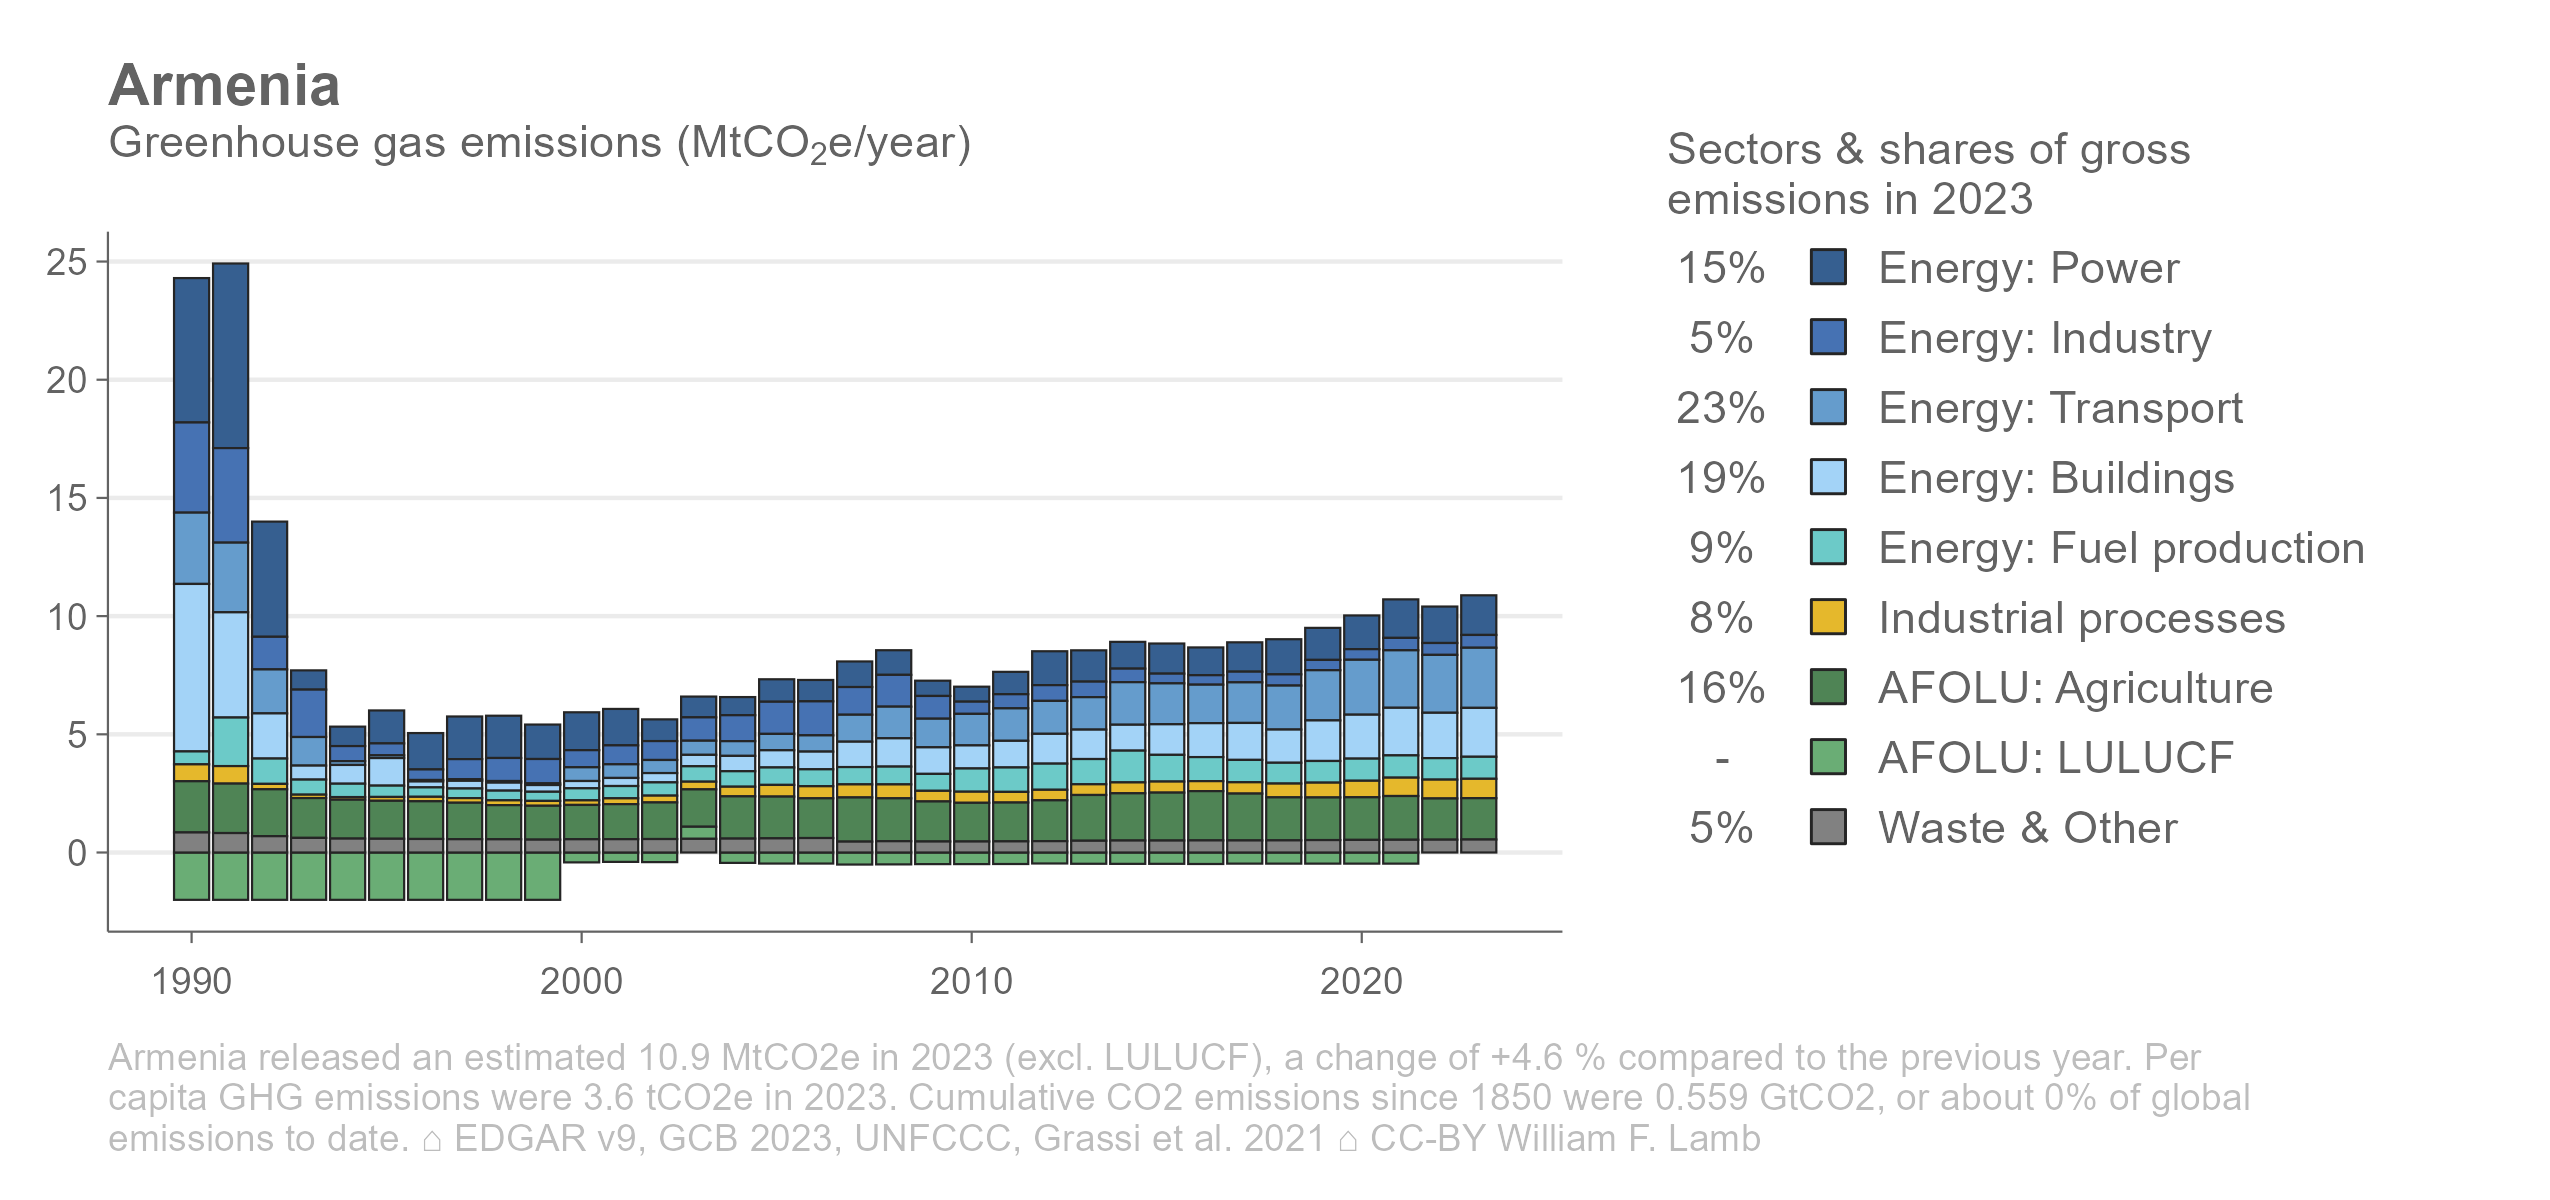 Armenia
Greenhouse gas emissions (MtCO₂e/year)
25
20
15
10
5
0
1990
2000
2010
2020
Sectors & shares of gross
emissions in 2023
15% Energy: Power
5% Energy: Industry
23% Energy: Transport
19% Energy: Buildings
9% Energy: Fuel production
8% Industrial processes
16% AFOLU: Agriculture
- AFOLU: LULUCF
5% Waste & Other
Armenia released an estimated 10.9 MtCO2e in 2023 (excl. LULUCF), a change of +4.6 % compared to the previous year. Per
capita GHG emissions were 3.6 tCO2e in 2023. Cumulative CO2 emissions since 1850 were 0.559 GtCO2, or about 0% of global
emissions to date. ⌂ EDGAR v9, GCB 2023, UNFCCC, Grassi et al. 2021 ⌂ CC-BY William F. Lamb